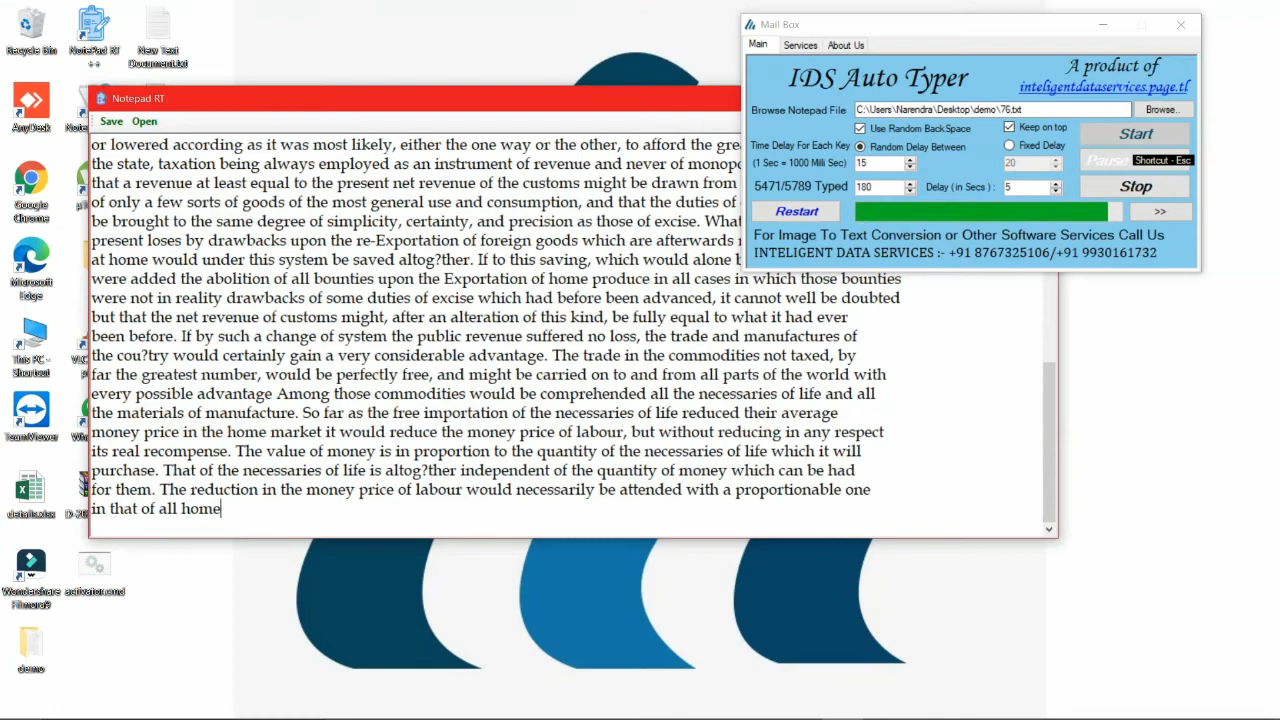 Recycle Bin
NotePad RT
++
New Text
Document.txt
AnyDesk
Google
Chrome
Microsoft
Edge
This PC -
Shortcut
TeamViewer
details.xlsx
Wondershare
Filmora9
activator.cmd
demo
Notepad RT
Save Open
or lowered according as it was most likely, either the one way or the other, to afford the
the state, taxation being always employed as an instrument of revenue and never of
that a revenue at least equal to the present net revenue of the customs might be drawn from
of only a few sorts of goods of the most general use and consumption, and that the duties of
be brought to the same degree of simplicity, certainty, and precision as those of excise.
present loses by drawbacks upon the re-Exportation of foreign goods which are afterwards
at home would under this system be saved altog?ther. If to this saving, which would alone
were added the abolition of all bounties upon the Exportation of home produce in all cases in which those bounties
were not in reality drawbacks of some duties of excise which had before been advanced, it cannot well be doubted
but that the net revenue of customs might, after an alteration of this kind, be fully equal to what it had ever
been before. If by such a change of system the public revenue suffered no loss, the trade and manufactures of
the cou?try would certainly gain a very considerable advantage. The trade in the commodities not taxed, by
far the greatest number, would be perfectly free, and might be carried on to and from all parts of the world with
every possible advantage Among those commodities would be comprehended all the necessaries of life and all
the materials of manufacture. So far as the free importation of the necessaries of life reduced their average
money price in the home market it would reduce the money price of labour, but without reducing in any respect
its real recompense. The value of money is in proportion to the quantity of the necessaries of life which it will
purchase. That of the necessaries of life is altog?ther independent of the quantity of money which can be had
for them. The reduction in the money price of labour would necessarily be attended with a proportionable one
in that of all home
Mail Box
Main Services About Us
IDS Auto Typer
A product of
inteligentdataservices.page.tl
Browse Notepad File C:\Users\Narendra\Desktop\demo\76.txt Browse..
Use Random BackSpace Keep on top Start
Time Delay For Each Key Random Delay Between Fixed Delay
(1 Sec = 1000 Mili Sec) 15 20 Pause Shortcut - Esc
5471/5789 Typed 180 Delay (in Secs) : 5 Stop
Restart >>
For Image To Text Conversion or Other Software Services Call Us
INTELIGENT DATA SERVICES :- +91 8767325106/+91 9930161732